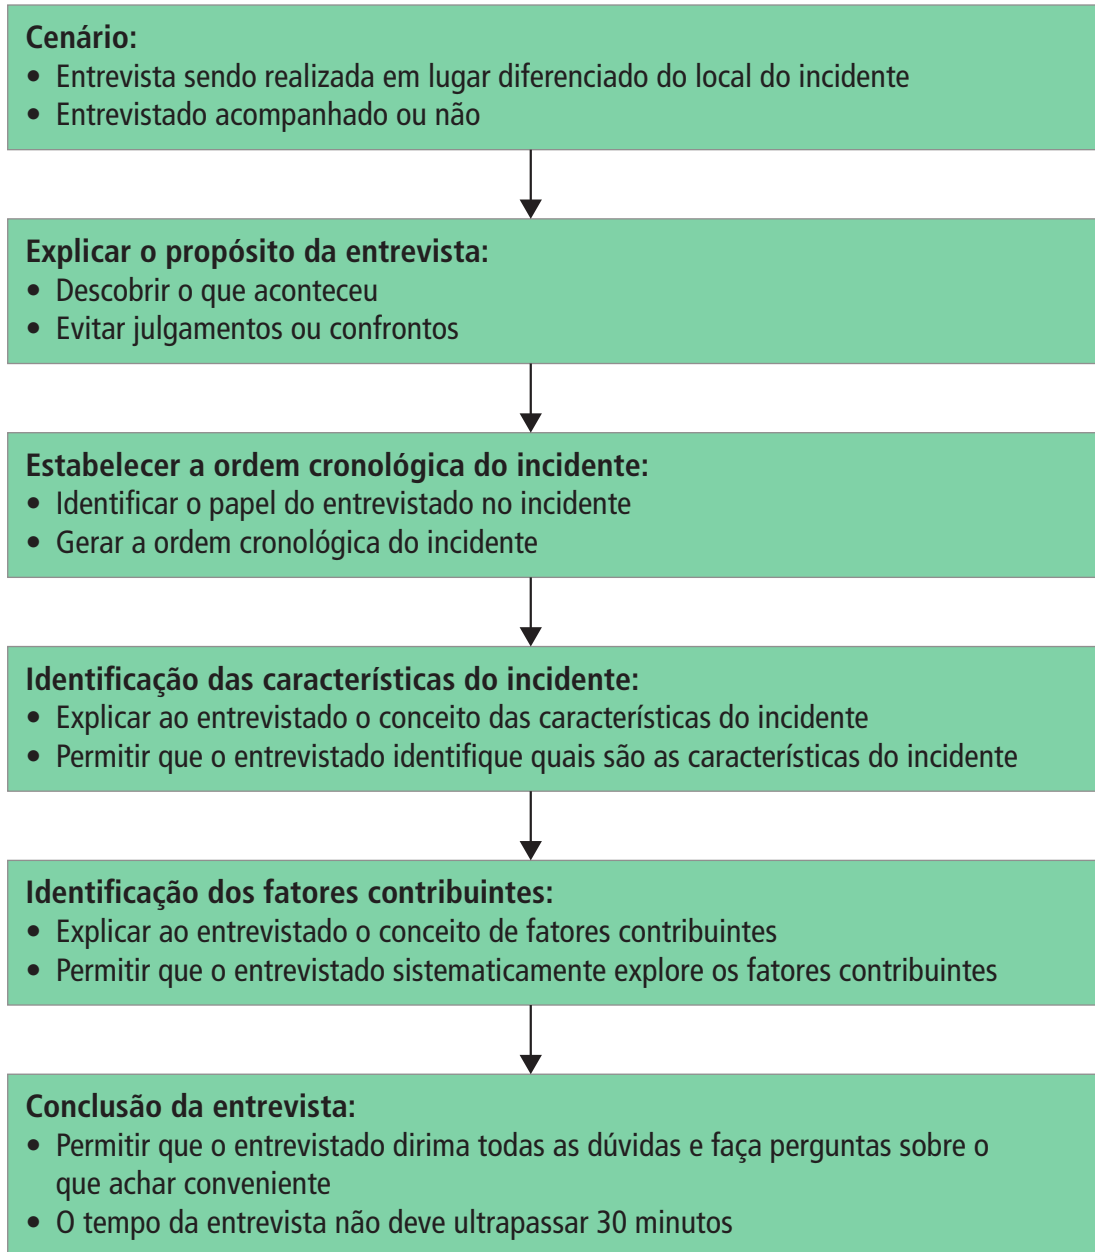 Cenário:
• Entrevista sendo realizada em lugar diferenciado do local do incidente
• Entrevistado acompanhado ou não
Explicar o propósito da entrevista:
• Descobrir o que aconteceu
• Evitar julgamentos ou confrontos
Estabelecer a ordem cronológica do incidente:
• Identificar o papel do entrevistado no incidente
• Gerar a ordem cronológica do incidente
Identificação das características do incidente:
• Explicar ao entrevistado o conceito das características do incidente
• Permitir que o entrevistado identifique quais são as características do incidente
Identificação dos fatores contribuintes:
• Explicar ao entrevistado o conceito de fatores contribuintes
• Permitir que o entrevistado sistematicamente explore os fatores contribuintes
Conclusão da entrevista:
• Permitir que o entrevistado dirima todas as dúvidas e faça perguntas sobre o
que achar conveniente
• O tempo da entrevista não deve ultrapassar 30 minutos